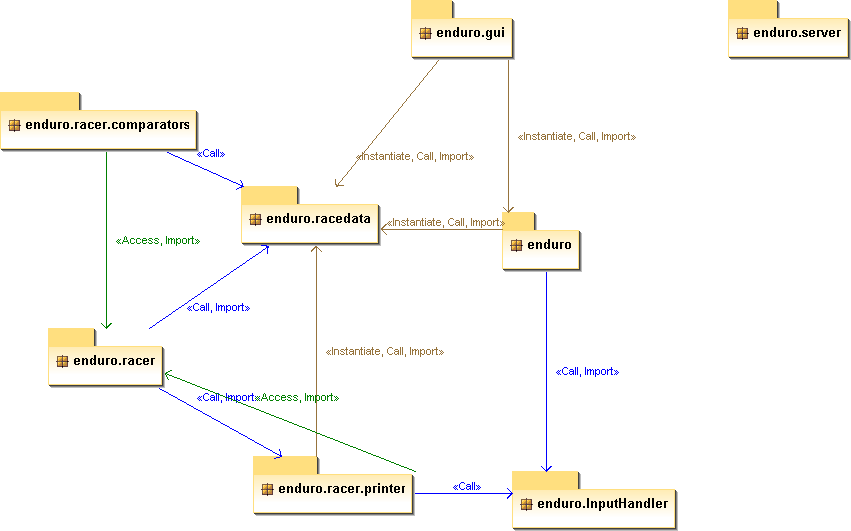 enduro.gui
enduro.server
enduro.racer.comparators
«Instantiate, Call, Import»
«Call»
«Instantiate, Call, Import»
enduro.racedata
«Instantiate, Call, Import»
«Access, Import»
enduro
«Call, Import»
«Instantiate, Call, Import»
enduro.racer
«Call, Import»
«Call, Import»
«Access, Import»
enduro.racer.printer
«Call»
enduro.InputHandler